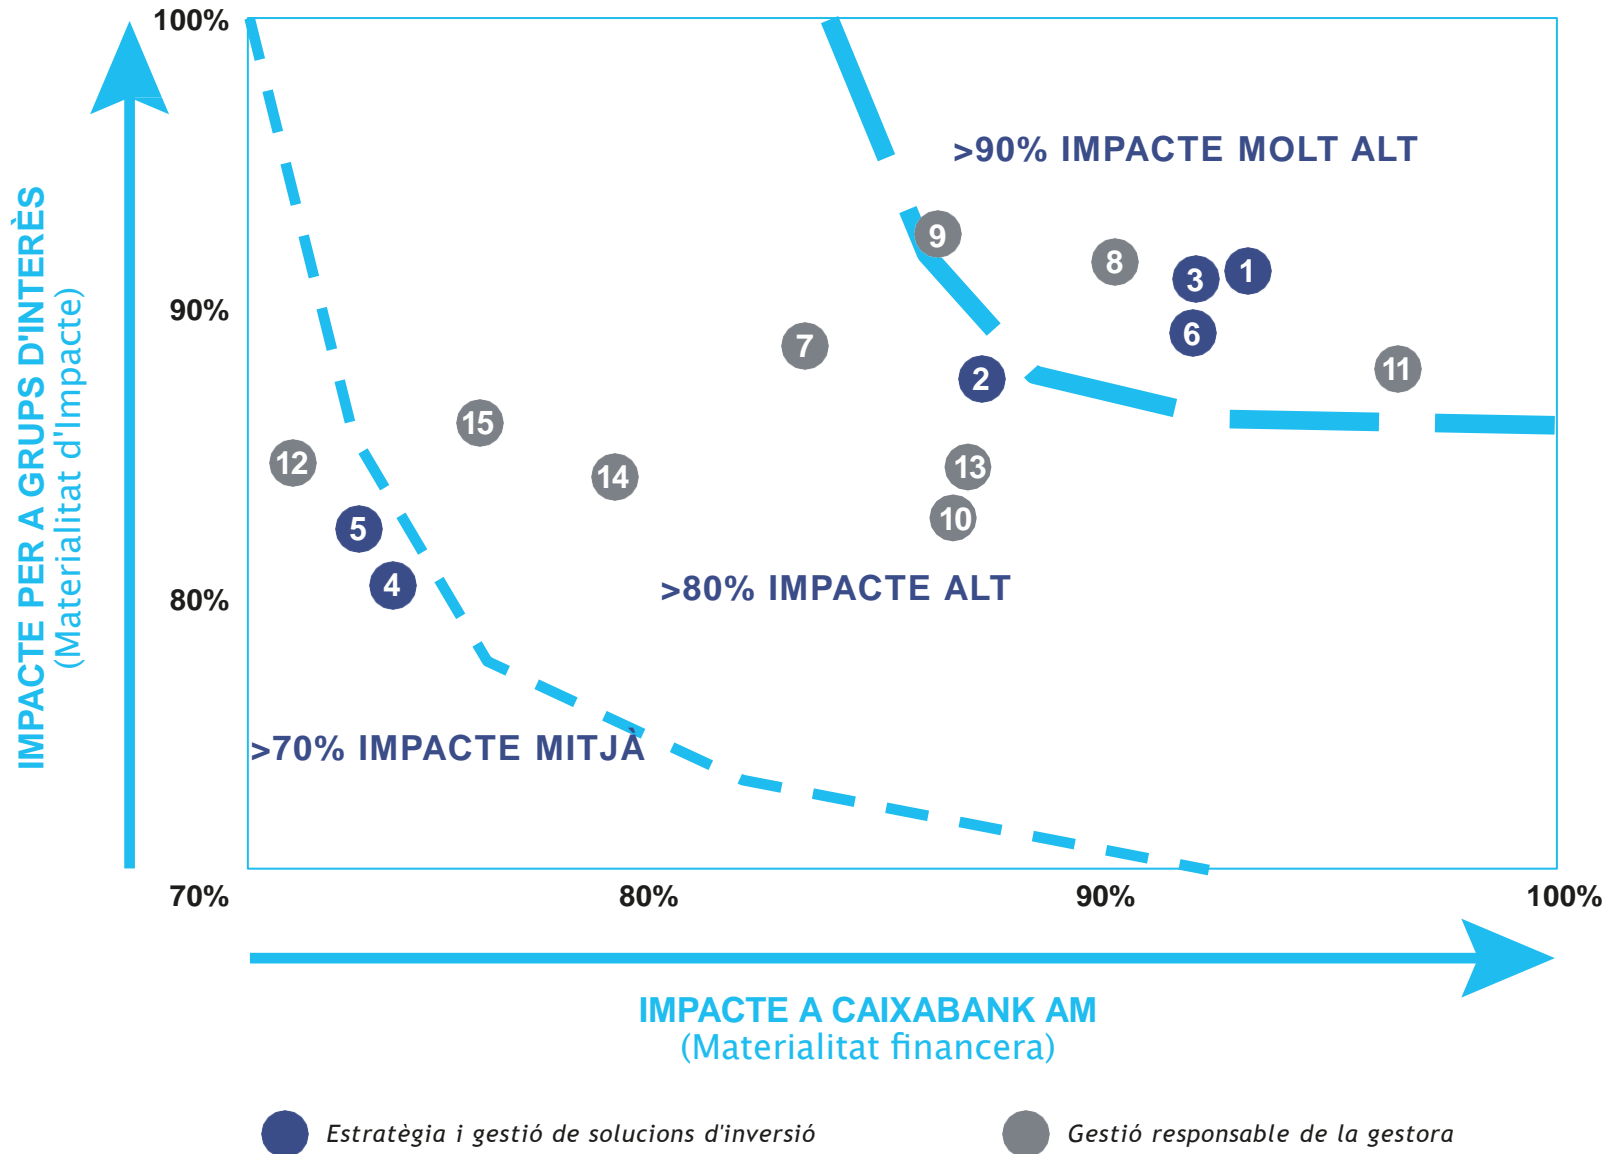 100%
>90% IMPACTE MOLT ALT
9
8
3
1
90%
6
7
11
2
15
12
14
13
5
10
4
>80% IMPACTE ALT
80%
>70% IMPACTE MITJÀ
IMPACTE PER A GRUPS D'INTERÈS
(Materialitat d'Impacte)
70%
80%
90%
100%
IMPACTE A CAIXABANK AM
(Materialitat financera)
Estratègia i gestió de solucions d'inversió
Gestió responsable de la gestora